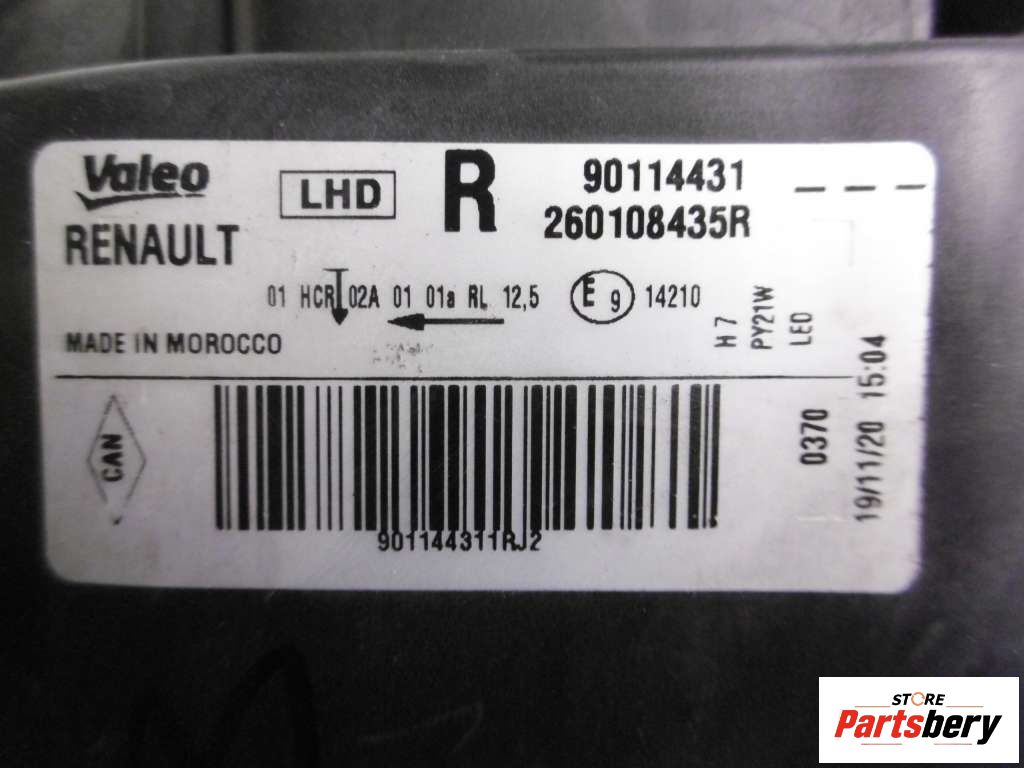 Valeo
RENAULT
LHD
R
90114431
260108435R
01 HCR 02A 01 01a RL 12,5
E 9
14210
MADE IN MOROCCO
H7
PY21W
LED
CAN
901144311RJ2
0370
19/11/20 15:04
STORE
Partsbery